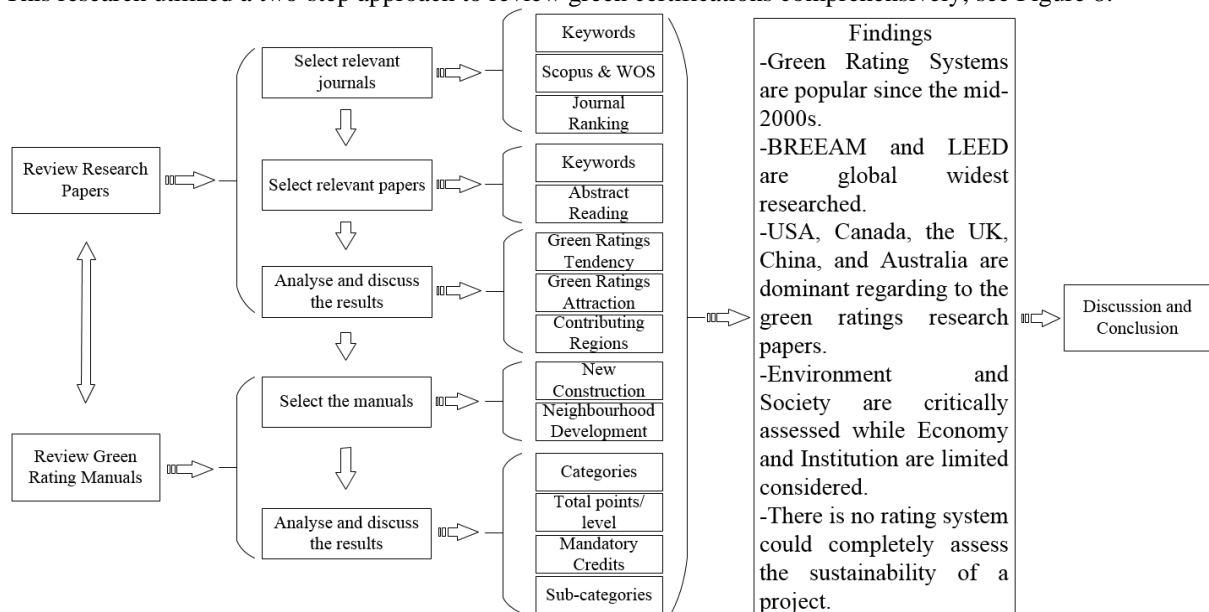 This research utilized a two-step approach to review green certifications comprehensively, see Figure 6.
Review Research
Papers
Review Green
Rating Manuals
Select relevant
journals
Select relevant papers
Analyse and discuss
the results
Select the manuals
Analyse and discuss
the results
Keywords
Scopus & WOS
Journal
Ranking
Keywords
Abstract
Reading
Green Ratings
Tendency
Green Ratings
Attraction
Contributing
Regions
New
Construction
Neighbourhood
Development
Categories
Total points/
level
Mandatory
Credits
Sub-categories
Findings
-Green Rating Systems
are popular since the mid-
2000s.
-BREEAM and LEED
are global widest
researched.
-USA, Canada, the UK,
China, and Australia are
dominant regarding to the
green ratings research
papers.
-Environment and
Society are critically
assessed while Economy
and Institution are limited
considered.
-There is no rating system
could completely assess
the sustainability of a
project.
Discussion and
Conclusion